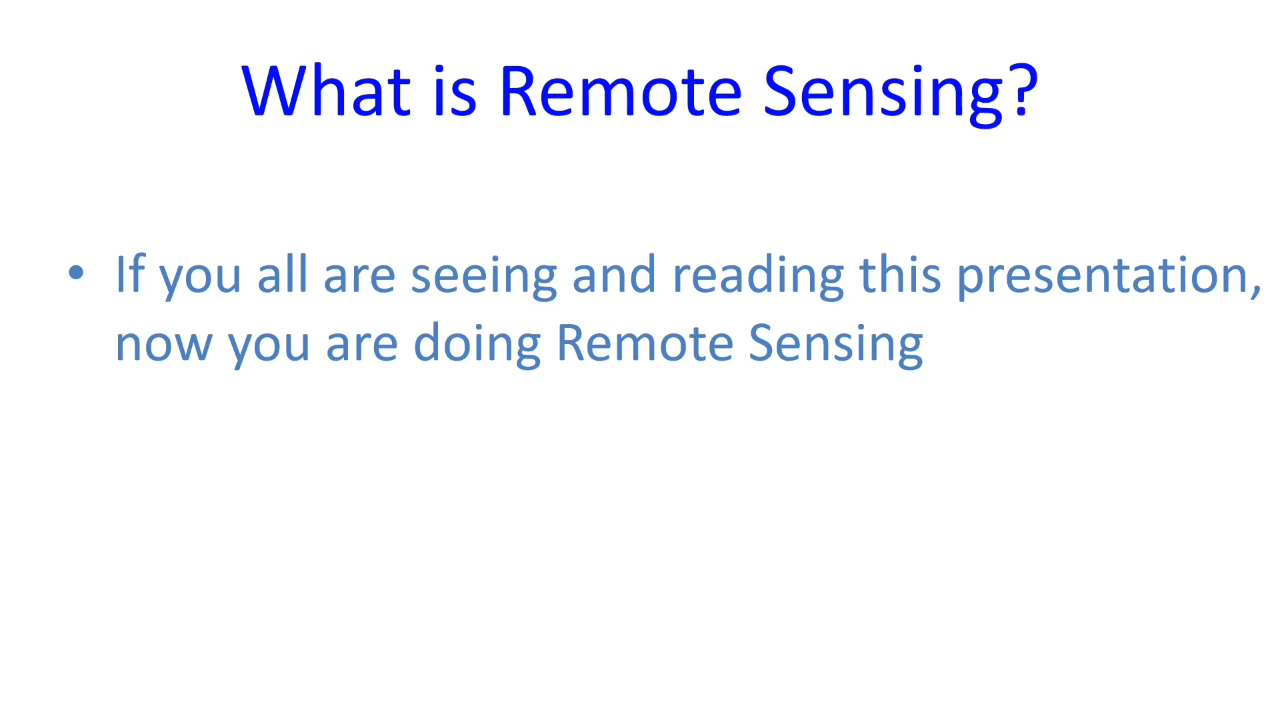 What is Remote Sensing?
• If you all are seeing and reading this presentation,
now you are doing Remote Sensing